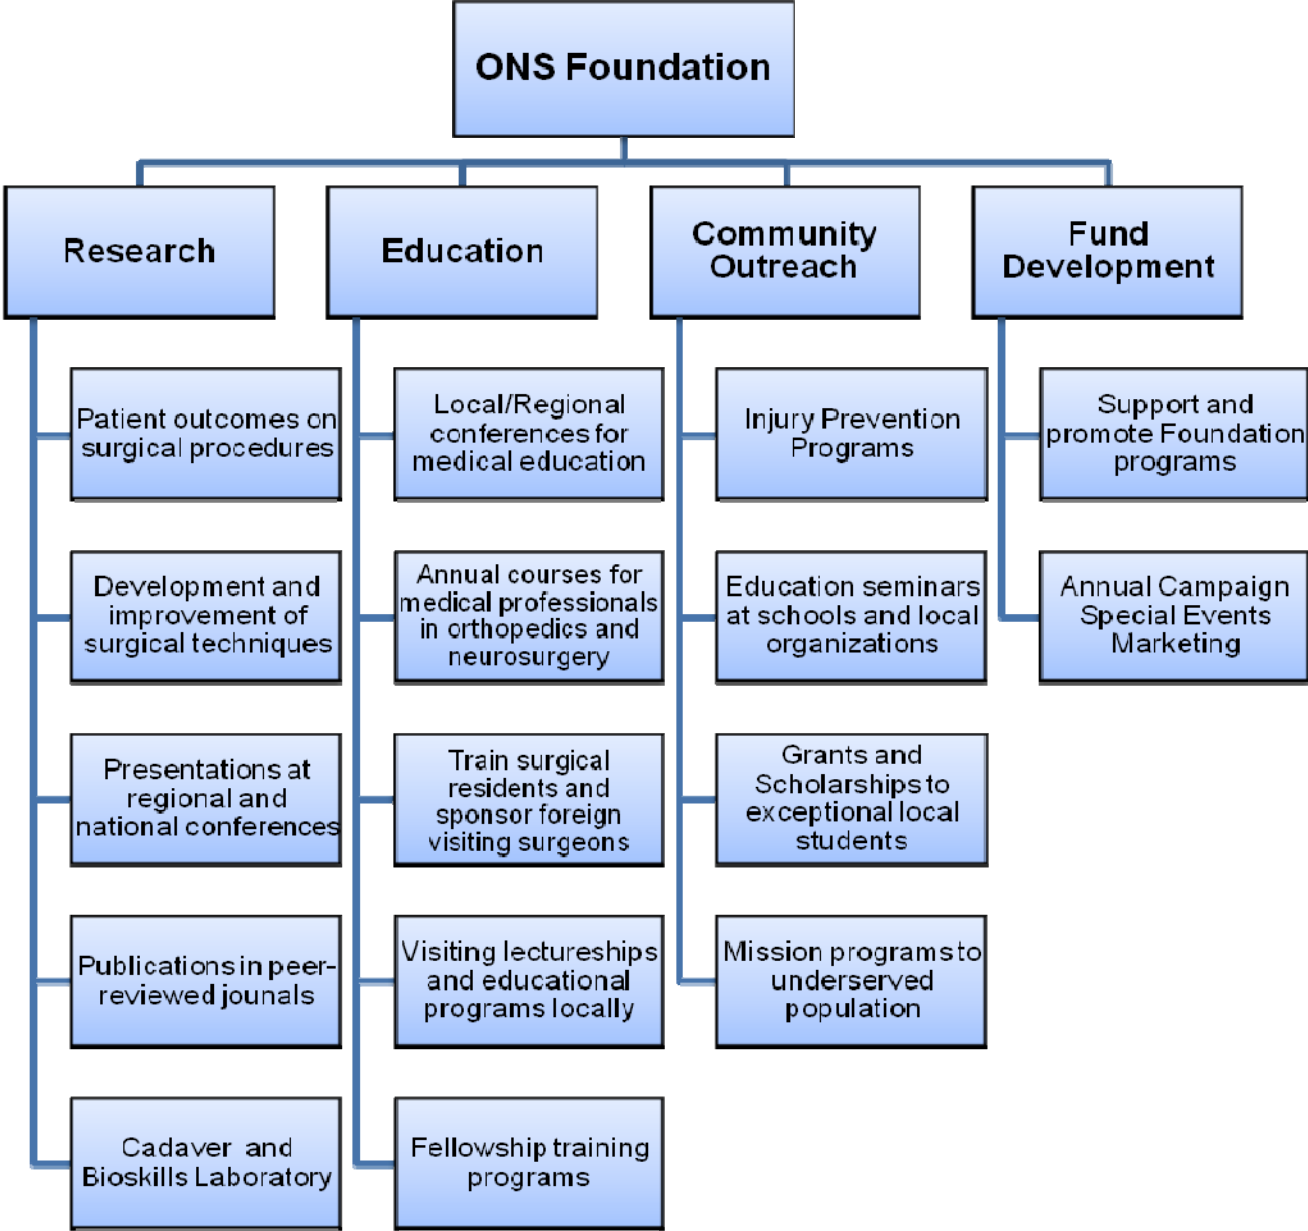 ONS Foundation
Research
Education
Community
Outreach
Fund
Development
Patient outcomes on
surgical procedures
Development and
improvement of
surgical techniques
Presentations at
regional and
national conferences
Publications in peer-
reviewed jounals
Cadaver and
Bioskills Laboratory
Local/Regional
conferences for
medical education
Annual courses for
medical professionals
in orthopedics and
neurosurgery
Train surgical
residents and
sponsor foreign
visiting surgeons
Visiting lectureships
and educational
programs locally
Fellowship training
programs
Injury Prevention
Programs
Education seminars
at schools and local
organizations
Grants and
Scholarships to
exceptional local
students
Mission programs to
underserved
population
Support and
promote Foundation
programs
Annual Campaign
Special Events
Marketing